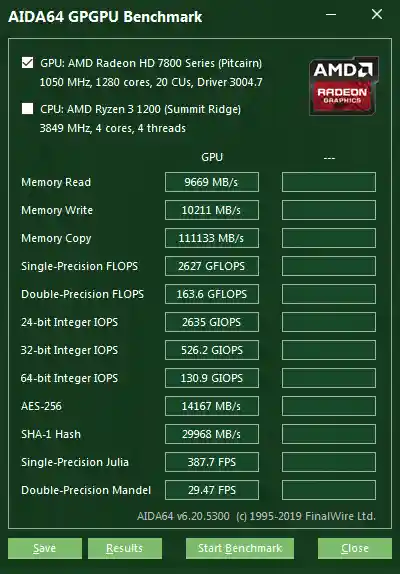 AIDA64 GPGPU Benchmark
GPU: AMD Radeon HD 7800 Series (Pitcairn)
1050 MHz, 1280 cores, 20 CUs, Driver 3004.7
AMD
RADEON
GRAPHICS
CPU: AMD Ryzen 3 1200 (Summit Ridge)
3849 MHz, 4 cores, 4 threads
GPU ---
Memory Read 9669 MB/s
Memory Write 10211 MB/s
Memory Copy 111133 MB/s
Single-Precision FLOPS 2627 GFLOPS
Double-Precision FLOPS 163.6 GFLOPS
24-bit Integer IOPS 2635 GIOPS
32-bit Integer IOPS 526.2 GIOPS
64-bit Integer IOPS 130.9 GIOPS
AES-256 14167 MB/s
SHA-1 Hash 29968 MB/s
Single-Precision Julia 387.7 FPS
Double-Precision Mandel 29.47 FPS
AIDA64 v6.20.5300 (c) 1995-2019 FinalWire Ltd.
Save Results Start Benchmark Close